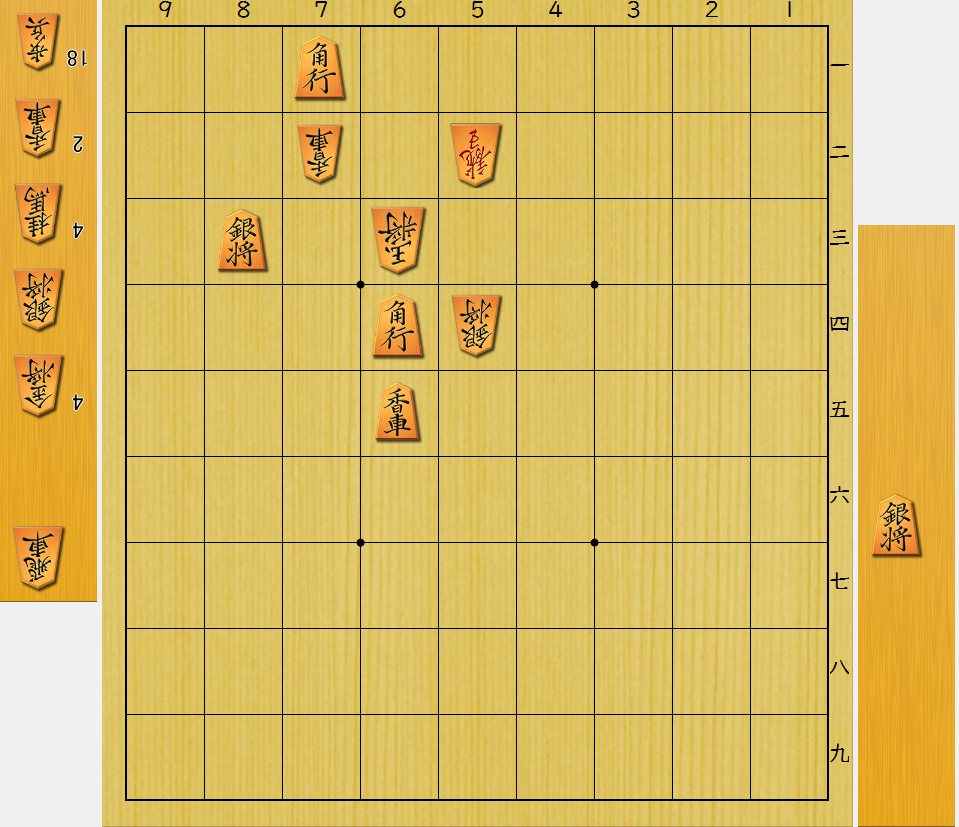 9 8 7 6 5 4 3 2 1
一
二
三
四
五
六
七
八
九
歩兵 18
香車 2
桂馬 4
銀将
金将 4
飛車
角行
香車 龍王
銀将 玉将
角行 銀将
香車
銀将